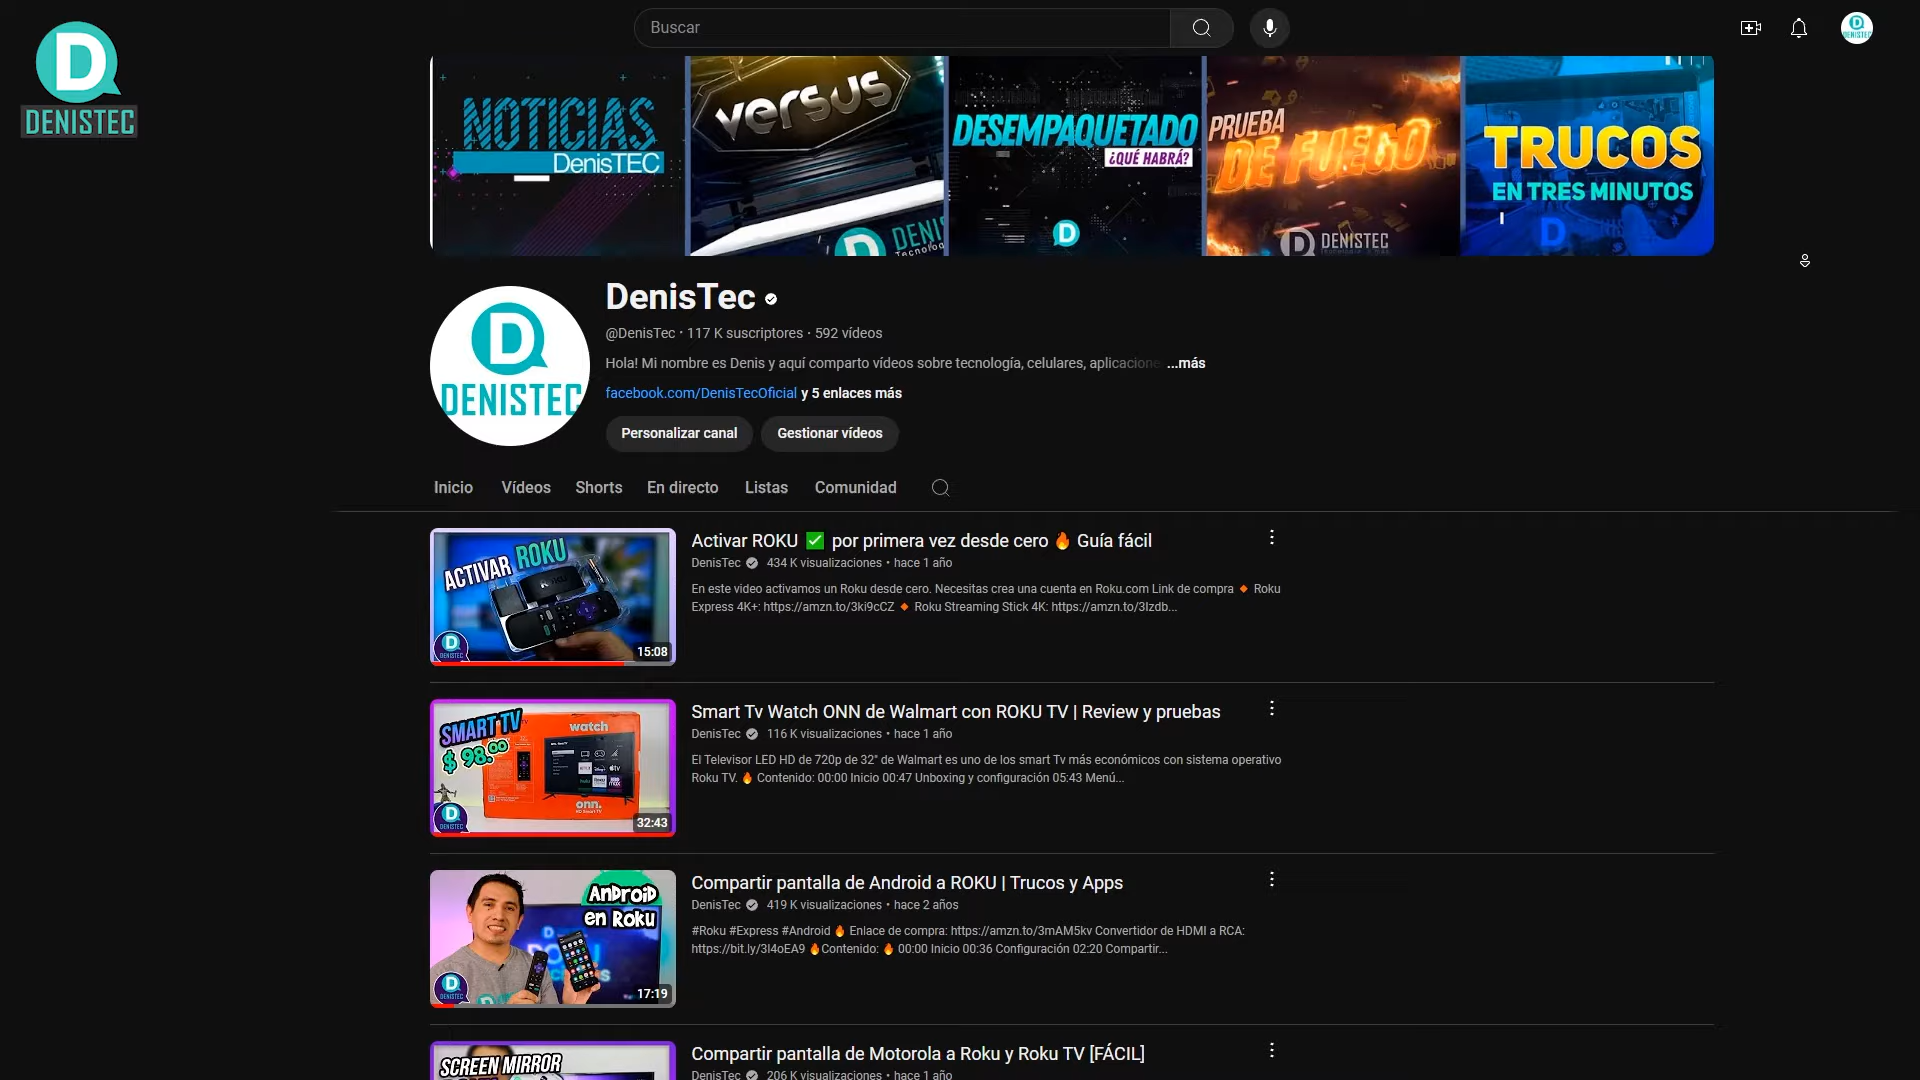 Buscar
DENISTEC
NOTICIAS
DenisTEC
versus
DESEMPAQUETADO
¿QUÉ HABRÁ?
PRUEBA
DE FUEGO
DENISTEC
TRUCOS
EN TRES MINUTOS
DENISTEC
DenisTec
@DenisTec • 117 K suscriptores • 592 vídeos
Hola! Mi nombre es Denis y aquí comparto vídeos sobre tecnología, celulares, aplicacione ...más
facebook.com/DenisTecOficial y 5 enlaces más
Personalizar canal Gestionar vídeos
Inicio Vídeos Shorts En directo Listas Comunidad
ACTIVAR ROKU
DENISTEC
15:08
Activar ROKU ✅ por primera vez desde cero 🔥 Guía fácil
DenisTec 434 K visualizaciones • hace 1 año
En este video activamos un Roku desde cero. Necesitas crea una cuenta en Roku.com Link de compra 🔸 Roku
Express 4K+: https://amzn.to/3ki9cCZ 🔸 Roku Streaming Stick 4K: https://amzn.to/3Izdb...
SMART TV
$ 98.00
watch
onn.
DENISTEC
32:43
Smart Tv Watch ONN de Walmart con ROKU TV | Review y pruebas
DenisTec 116 K visualizaciones • hace 1 año
El Televisor LED HD de 720p de 32" de Walmart es uno de los smart Tv más económicos con sistema operativo
Roku TV. 🔥 Contenido: 00:00 Inicio 00:47 Unboxing y configuración 05:43 Menú...
Android
en Roku
DENISTEC
17:19
Compartir pantalla de Android a ROKU | Trucos y Apps
DenisTec 419 K visualizaciones • hace 2 años
#Roku #Express #Android 🔥 Enlace de compra: https://amzn.to/3mAM5kv Convertidor de HDMI a RCA:
https://bit.ly/3I4oEA9 🔥Contenido: 🔥 00:00 Inicio 00:36 Configuración 02:20 Compartir...
SCREEN MIRROR
Compartir pantalla de Motorola a Roku y Roku TV [FÁCIL]
DenisTec 206 K visualizaciones • hace 1 año